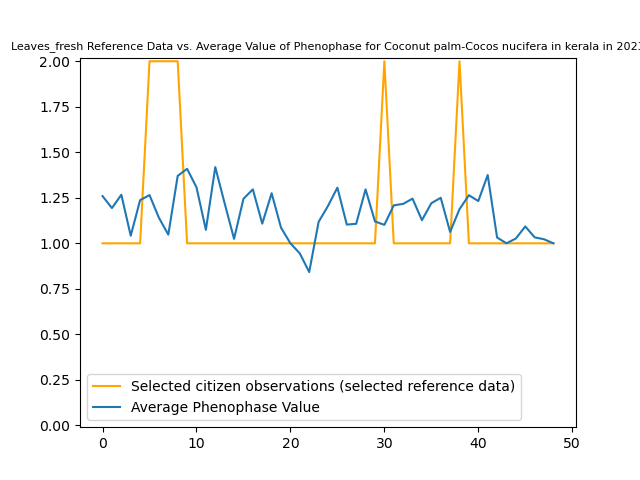 Leaves_fresh Reference Data vs. Average Value of Phenophase for Coconut palm-Cocos nucifera in kerala in
2.00
1.75
1.50
1.25
1.00
0.75
0.50
0.25
0.00
Selected citizen observations (selected reference data)
Average Phenophase Value
0 10 20 30 40 50